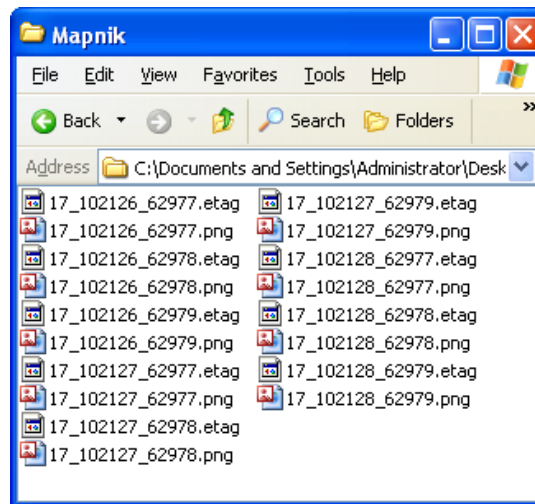 Mapnik
File Edit View Favorites Tools Help
Back Search Folders »
Address C:\Documents and Settings\Administrator\Desk
17_102126_62977.etag
17_102126_62977.png
17_102126_62978.etag
17_102126_62978.png
17_102126_62979.etag
17_102126_62979.png
17_102127_62977.etag
17_102127_62977.png
17_102127_62978.etag
17_102127_62978.png
17_102127_62979.etag
17_102127_62979.png
17_102128_62977.etag
17_102128_62977.png
17_102128_62978.etag
17_102128_62978.png
17_102128_62979.etag
17_102128_62979.png